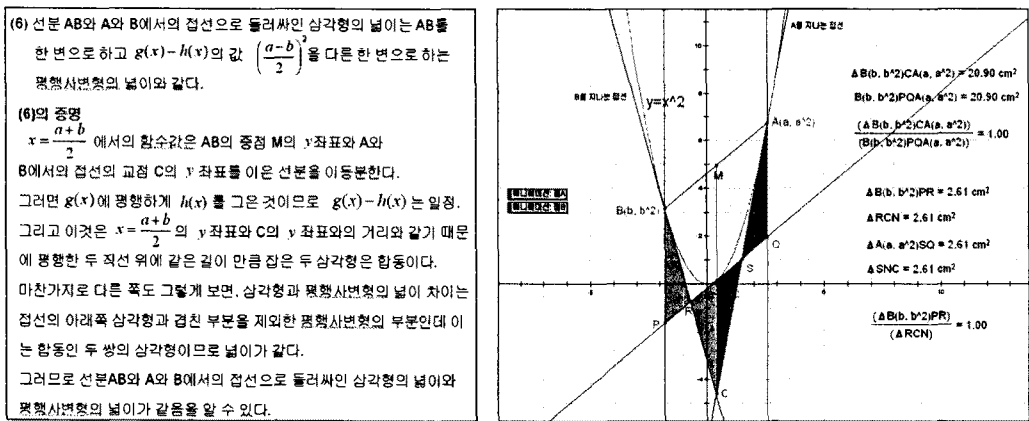 (6) 선분 AB와 A와 B에서의 접선으로 둘러싸인 삼각형의 넓이는 AB를
한 변으로 하고 g(x)-h(x)의 값 ((a-b)/2)^2을 다른 한 변으로 하는
평행사변형의 넓이와 같다.
(6)의 증명
x = (a+b)/2 에서의 함수값은 AB의 중점 M의 y좌표와 A와
B에서의 접선의 교점 C의 y 좌표를 이은 선분을 이등분한다.
그러면 g(x)에 평행하게 h(x) 를 그은 것이므로 g(x)-h(x) 는 일정.
그리고 이것은 x = (a+b)/2 의 y 좌표와 C의 y 좌표와의 거리와 같기 때문
에 평행한 두 직선 위에 같은 길이 만큼 잡은 두 삼각형은 합동이다.
마찬가지로 다른 쪽도 그렇게 보면, 삼각형과 평행사변형의 넓이 차이는
접선의 아래쪽 삼각형과 겹친 부분을 제외한 평행사변형의 부분인데 이
는 합동인 두 쌍의 삼각형이므로 넓이가 같다.
그러므로 선분AB와 A와 B에서의 접선으로 둘러싸인 삼각형의 넓이와
평행사변형의 넓이가 같음을 알 수 있다.
A를 지나는 접선
B를 지나는 접선
y=x^2
A(a, a^2)
M
B(b, b^2)
Q
S
P
R
C
10
8
6
4
2
5
10
ΔB(b, b^2)CA(a, a^2) = 20.90 cm²
B(b, b^2)PQA(a, a^2) = 20.90 cm²
(ΔB(b, b^2)CA(a, a^2)) / (B(b, b^2)PQA(a, a^2)) = 1.00
ΔB(b, b^2)PR = 2.61 cm²
ΔRCN = 2.61 cm²
ΔA(a, a^2)SQ = 2.61 cm²
ΔSNC = 2.61 cm²
(ΔB(b, b^2)PR) / (ΔRCN) = 1.00